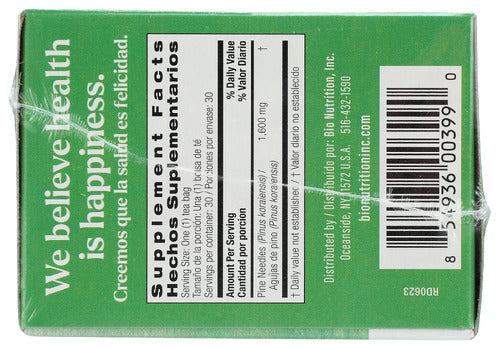 We believe health
is happiness.
Creemos que la salud es felicidad.
Supplement Facts
Hechos Suplementarios
Serving Size: One (1) tea bag
Tamaño de la porción: Una (1) bolsa de té
Servings per container: 30 / Porciones por envase: 30
Amount Per Serving % Daily Value
Cantidad por porcion % Valor Diario
Pine Needles (Pinus koraiensis) / 1,600 mg †
Agujas de pino (Pinus koraiensis)
† Daily value not established / † Valor diario no establecido
Distributed by / Distribuido por: Bio Nutrition, Inc.
Oceanside, NY 11572 U.S.A. 516-432-1590
bionutritioninc.com
8 54936 00399 0
RD0623